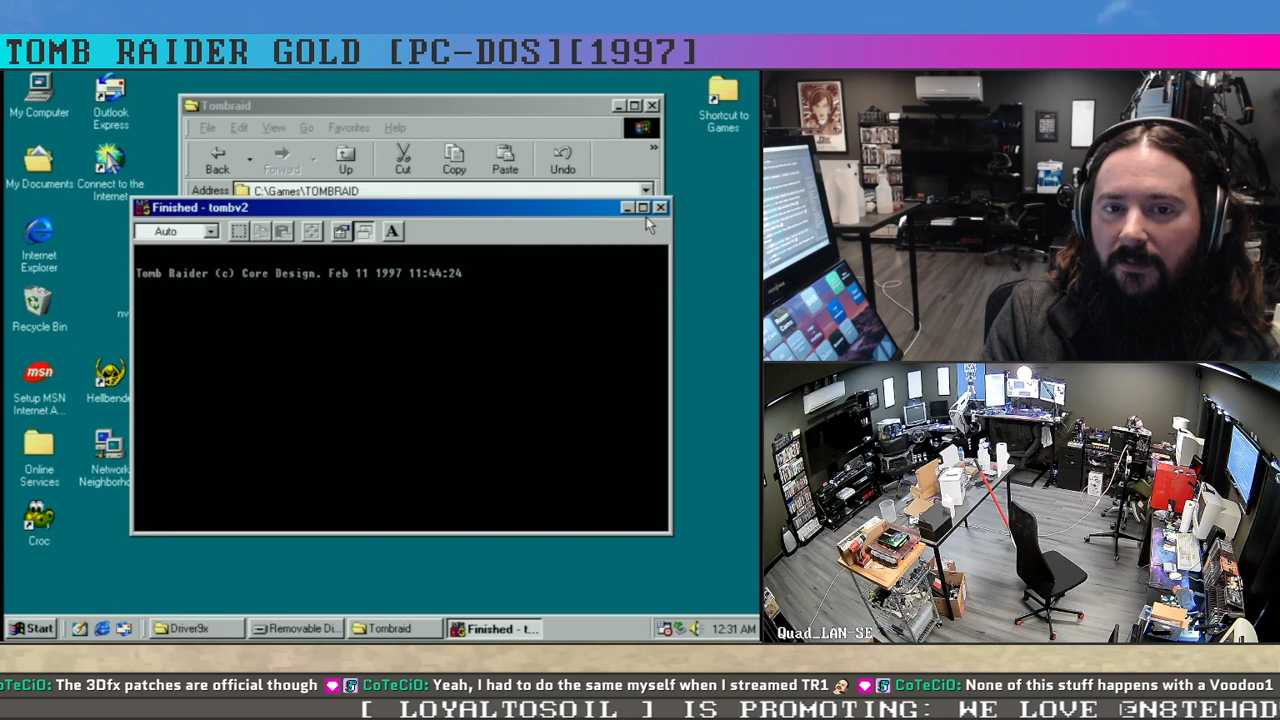 TOMB RAIDER GOLD [PC-DOS][1997]
My Computer
Outlook
Express
My Documents
Connect to the
Internet
Internet
Explorer
Recycle Bin
nv
Setup MSN
Internet A...
Hellbende
Online
Services
Network
Neighborho
Croc
Shortcut to
Games
Tombraid
File Edit View Go Favorites Help
Back Forward Up Cut Copy Paste Undo »
Address C:\Games\TOMBRAID
Finished - tombv2
Auto A
Tomb Raider (c) Core Design. Feb 11 1997 11:44:24
Start Driver9x Removable Di... Tombraid Finished - t... 12:31 AM
Quad_LAN-SE
oTeCiO: The 3Dfx patches are official though CoTeCiO: Yeah, I had to do the same myself when I streamed TR1 CoTeCiO: None of this stuff happens with a Voodoo1
[ LOYALTOSOIL ] IS PROMOTING: WE LOVE @N8TEHAD